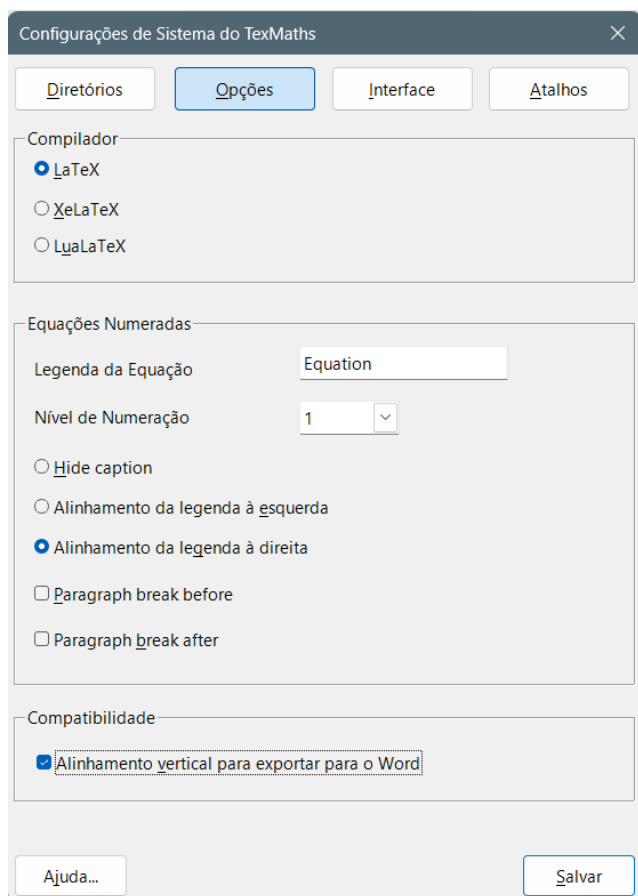 Configurações de Sistema do TexMaths
Diretórios Opções Interface Atalhos
Compilador
LaTeX
XeLaTeX
LuaLaTeX
Equações Numeradas
Legenda da Equação Equation
Nível de Numeração 1
Hide caption
Alinhamento da legenda à esquerda
Alinhamento da legenda à direita
Paragraph break before
Paragraph break after
Compatibilidade
Alinhamento vertical para exportar para o Word
Ajuda... Salvar